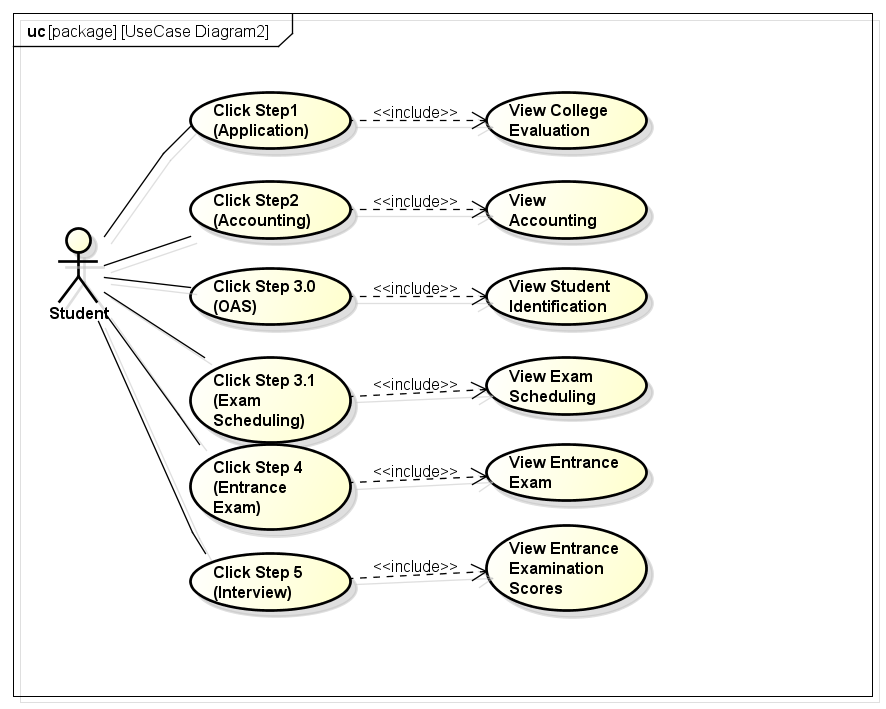 uc [package] [UseCase Diagram2]
Click Step1
(Application)
<<include>>
View College
Evaluation
Click Step2
(Accounting)
<<include>>
View
Accounting
Student
Click Step 3.0
(OAS)
<<include>>
View Student
Identification
Click Step 3.1
(Exam
Scheduling)
<<include>>
View Exam
Scheduling
Click Step 4
(Entrance
Exam)
<<include>>
View Entrance
Exam
Click Step 5
(Interview)
<<include>>
View Entrance
Examination
Scores